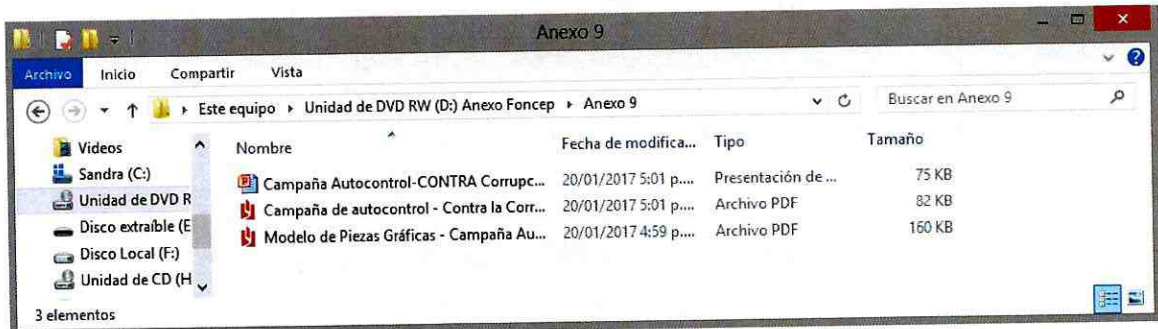 Anexo 9
Archivo Inicio Compartir Vista
Este equipo ▸ Unidad de DVD RW (D:) Anexo Foncep ▸ Anexo 9 Buscar en Anexo 9
Videos
Sandra (C:)
Unidad de DVD R
Disco extraíble (E
Disco Local (F:)
Unidad de CD (H
Nombre Fecha de modifica... Tipo Tamaño
Campaña Autocontrol-CONTRA Corrupc... 20/01/2017 5:01 p.... Presentación de ... 75 KB
Campaña de autocontrol - Contra la Corr... 20/01/2017 5:01 p.... Archivo PDF 82 KB
Modelo de Piezas Gráficas - Campaña Au... 20/01/2017 4:59 p.... Archivo PDF 160 KB
3 elementos